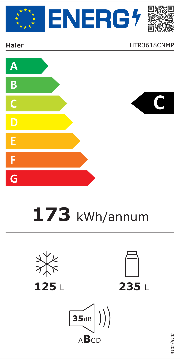 ENERG
Haier
A
B
C
D
E
F
G
C
173 kWh/annum
125 L
235 L
35dB
ABCD